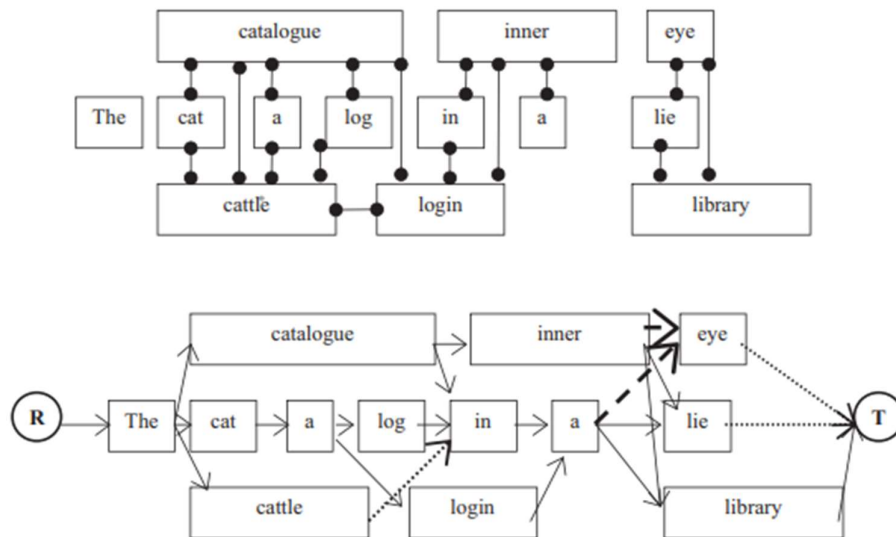 catalogue inner eye
The cat a log in a lie
cattle login library
catalogue inner eye
R The cat a log in a lie T
cattle login library